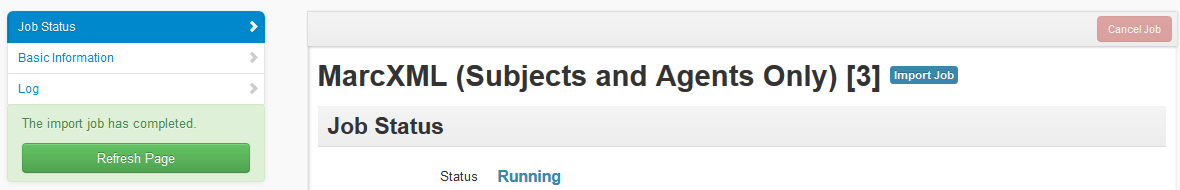 Job Status
Basic Information
Log
The import job has completed.
Refresh Page
Cancel Job
MarcXML (Subjects and Agents Only) [3] Import Job
Job Status
Status Running